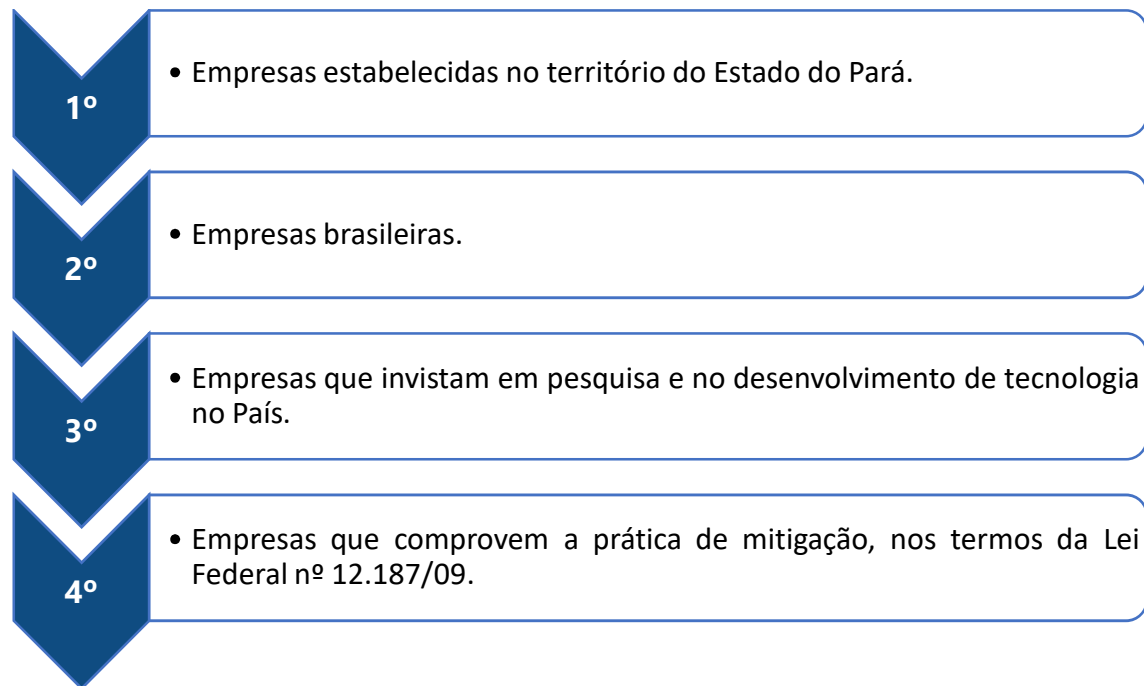 1º
• Empresas estabelecidas no território do Estado do Pará.
2º
• Empresas brasileiras.
3º
• Empresas que invistam em pesquisa e no desenvolvimento de tecnologia
no País.
4º
• Empresas que comprovem a prática de mitigação, nos termos da Lei
Federal nº 12.187/09.